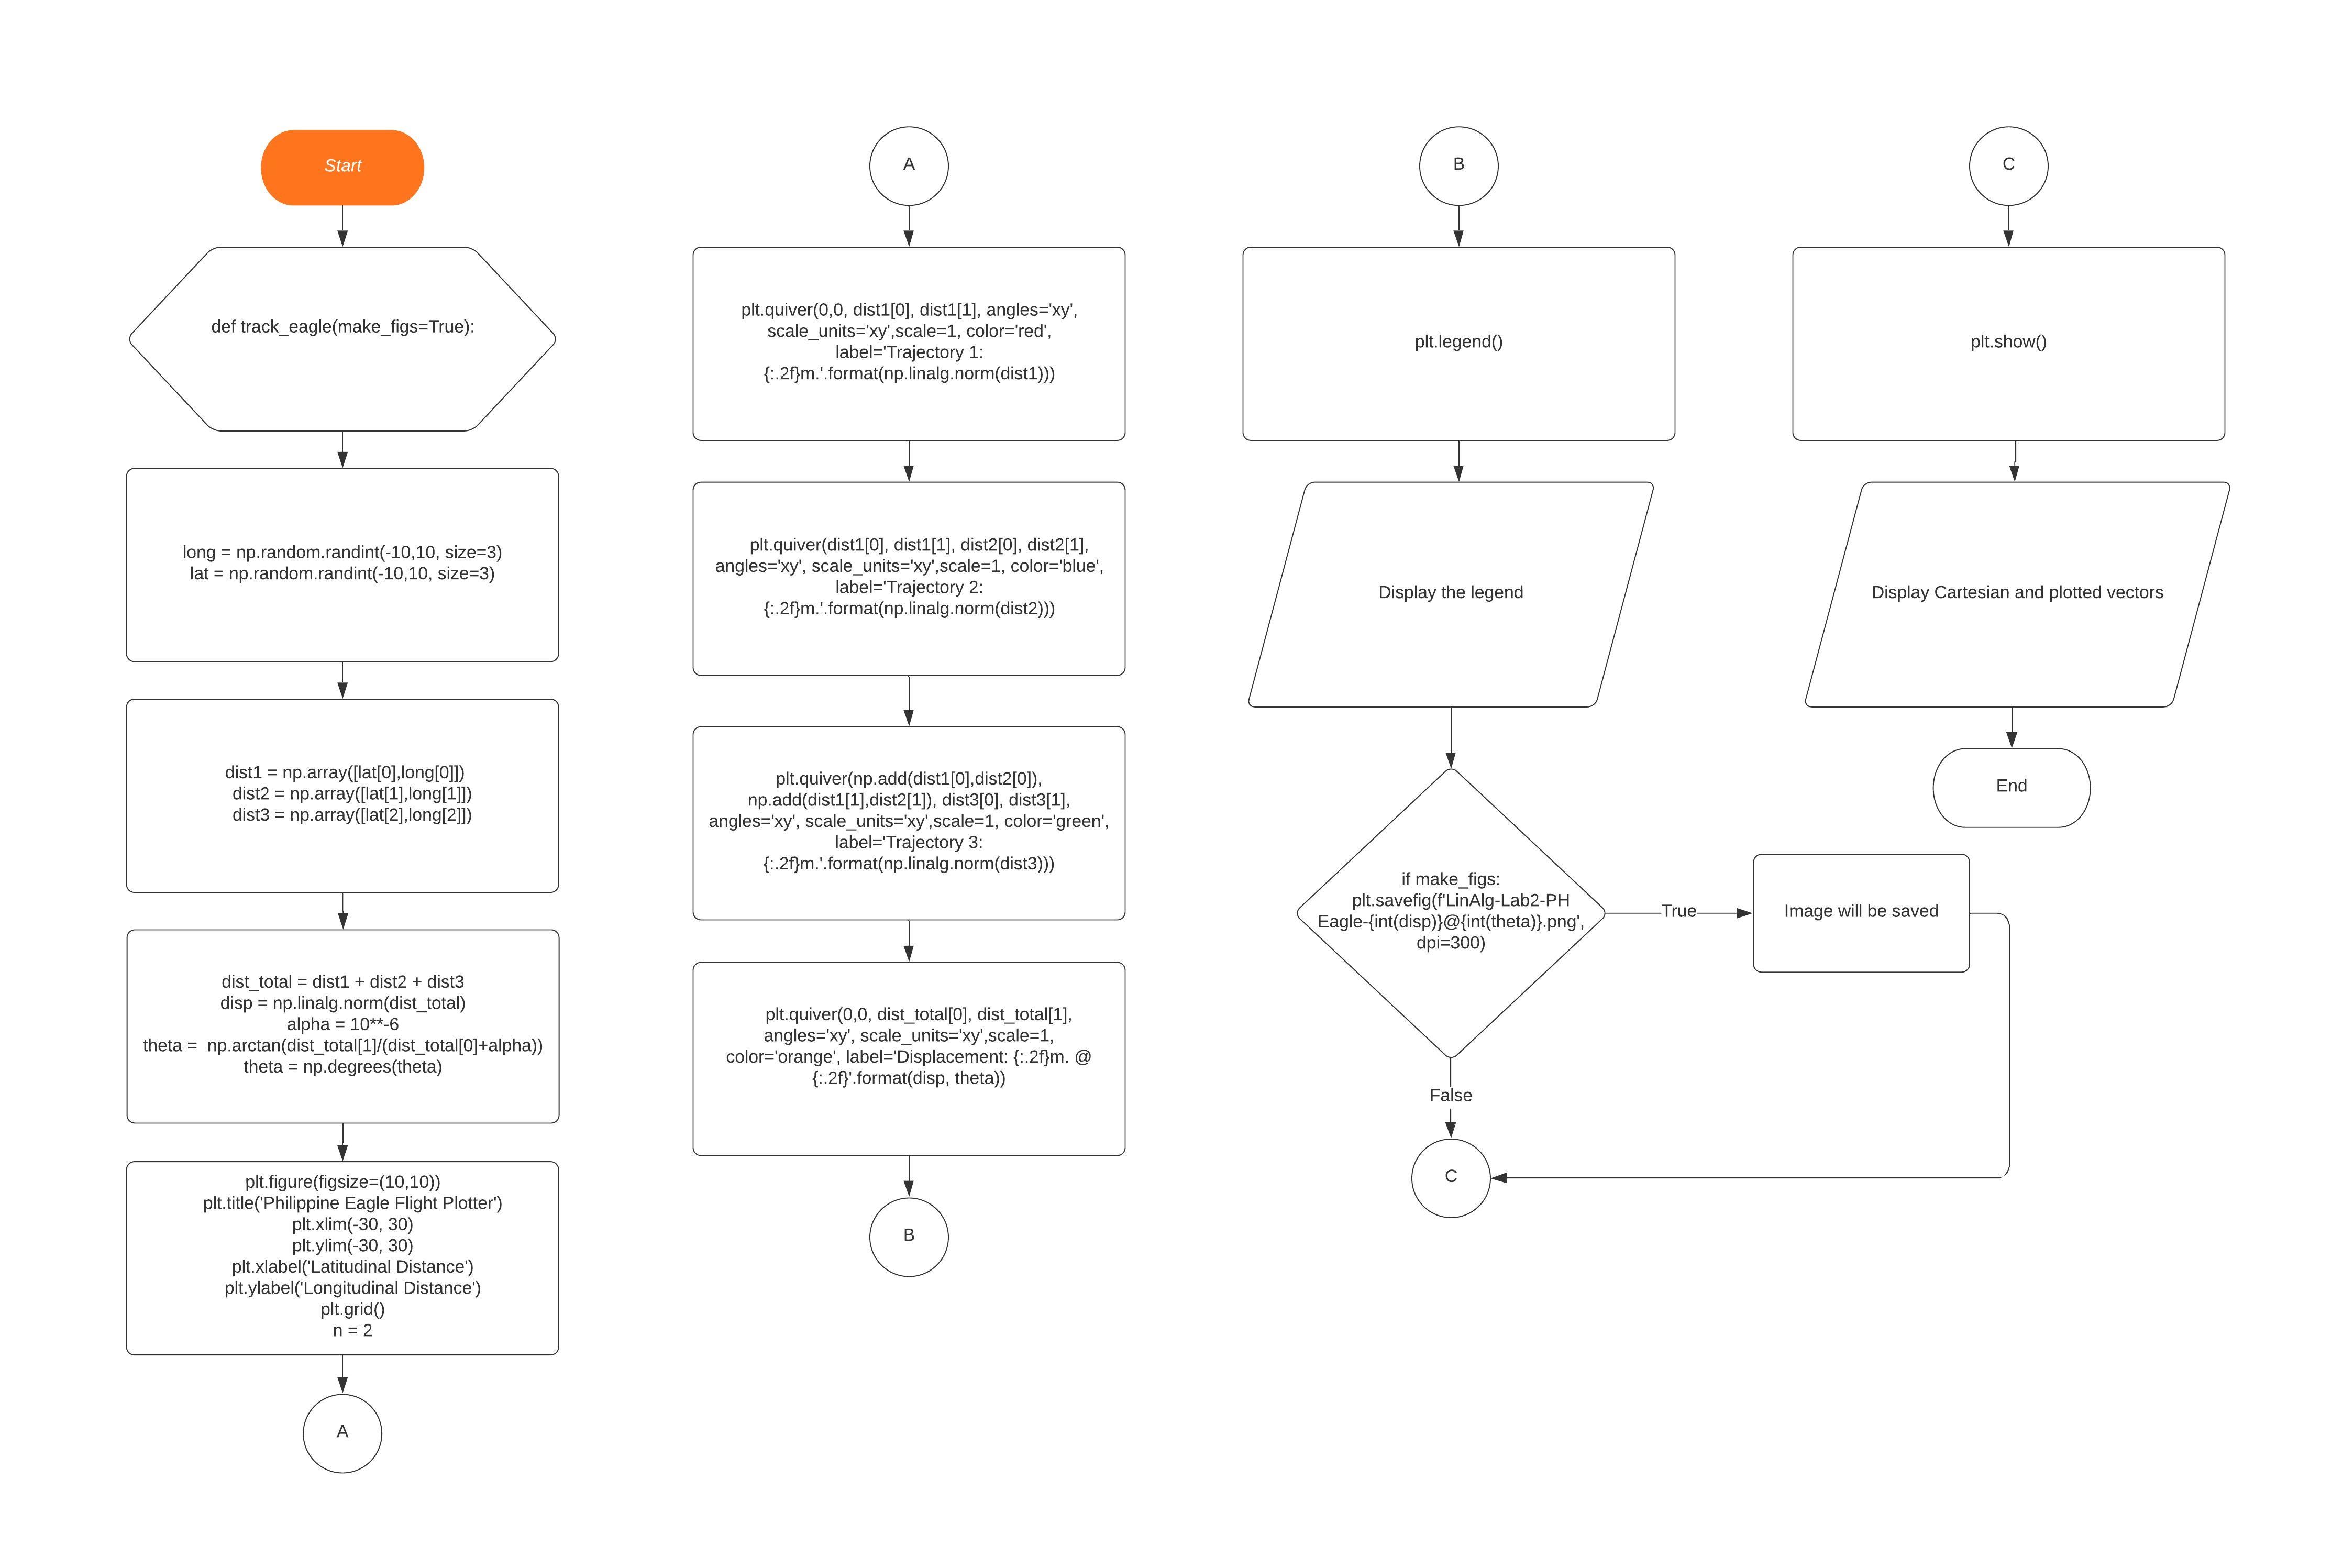 Start
def track_eagle(make_figs=True):
long = np.random.randint(-10,10, size=3)
lat = np.random.randint(-10,10, size=3)
dist1 = np.array([lat[0],long[0]])
dist2 = np.array([lat[1],long[1]])
dist3 = np.array([lat[2],long[2]])
dist_total = dist1 + dist2 + dist3
disp = np.linalg.norm(dist_total)
alpha = 10**-6
theta =  np.arctan(dist_total[1]/(dist_total[0]+alpha))
theta = np.degrees(theta)
plt.figure(figsize=(10,10))
plt.title('Philippine Eagle Flight Plotter')
plt.xlim(-30, 30)
plt.ylim(-30, 30)
plt.xlabel('Latitudinal Distance')
plt.ylabel('Longitudinal Distance')
plt.grid()
n = 2
A
A
plt.quiver(0,0, dist1[0], dist1[1], angles='xy',
scale_units='xy',scale=1, color='red',
label='Trajectory 1:
{:.2f}m.'.format(np.linalg.norm(dist1)))
plt.quiver(dist1[0], dist1[1], dist2[0], dist2[1],
angles='xy', scale_units='xy',scale=1, color='blue',
label='Trajectory 2:
{:.2f}m.'.format(np.linalg.norm(dist2)))
plt.quiver(np.add(dist1[0],dist2[0]),
np.add(dist1[1],dist2[1]), dist3[0], dist3[1],
angles='xy', scale_units='xy',scale=1, color='green',
label='Trajectory 3:
{:.2f}m.'.format(np.linalg.norm(dist3)))
plt.quiver(0,0, dist_total[0], dist_total[1],
angles='xy', scale_units='xy',scale=1,
color='orange', label='Displacement: {:.2f}m. @
{:.2f}'.format(disp, theta))
B
B
plt.legend()
Display the legend
if make_figs:
plt.savefig(f'LinAlg-Lab2-PH
Eagle-{int(disp)}@{int(theta)}.png',
dpi=300)
True
Image will be saved
False
C
C
plt.show()
Display Cartesian and plotted vectors
End